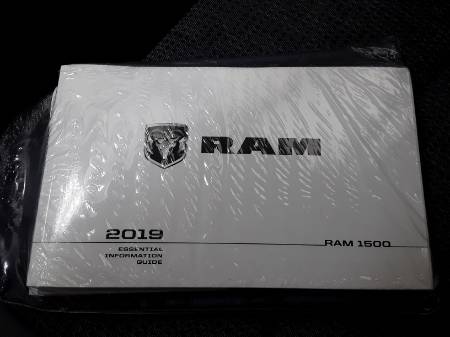 RAM
2019
ESSENTIAL
INFORMATION
GUIDE
RAM 1500